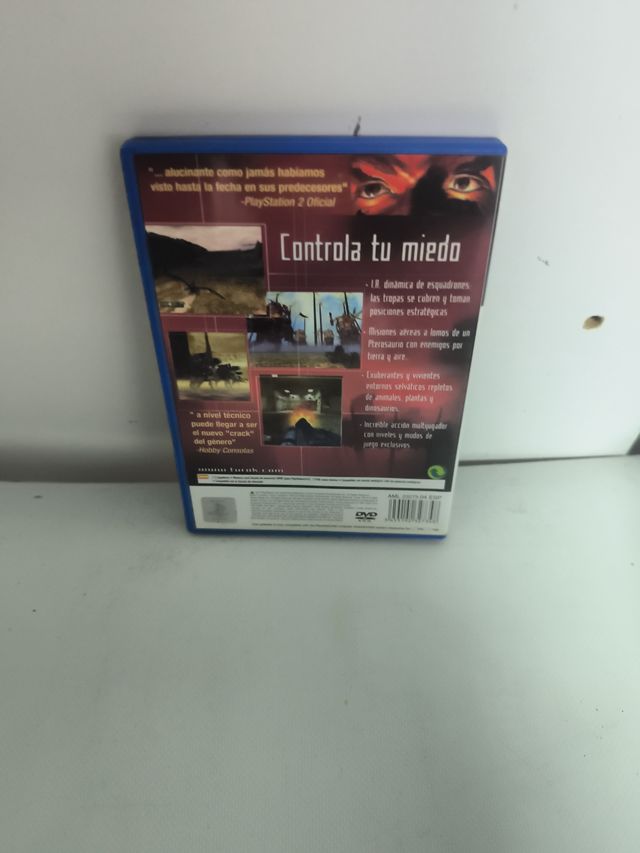 "... alucinante como jamás habíamos
visto hasta la fecha en sus predecesores"
-PlayStation 2 Oficial
Controla tu miedo
- I.A. dinámica de esquadrones:
las tropas se cubren y toman
posiciones estratégicas
- Misiones aéreas a lomos de un
Pterosaurio con enemigos por
tierra y aire.
- Exuberantes y vivientes
entornos selváticos repletos
de animales, plantas y
dinosaurios.
- Increíble acción multijugador
con niveles y modos de
juego exclusivos
" a nivel técnico
puede llegar a ser
el nuevo "crack"
del género"
-Hobby Consolas
www.turok.com
DVD